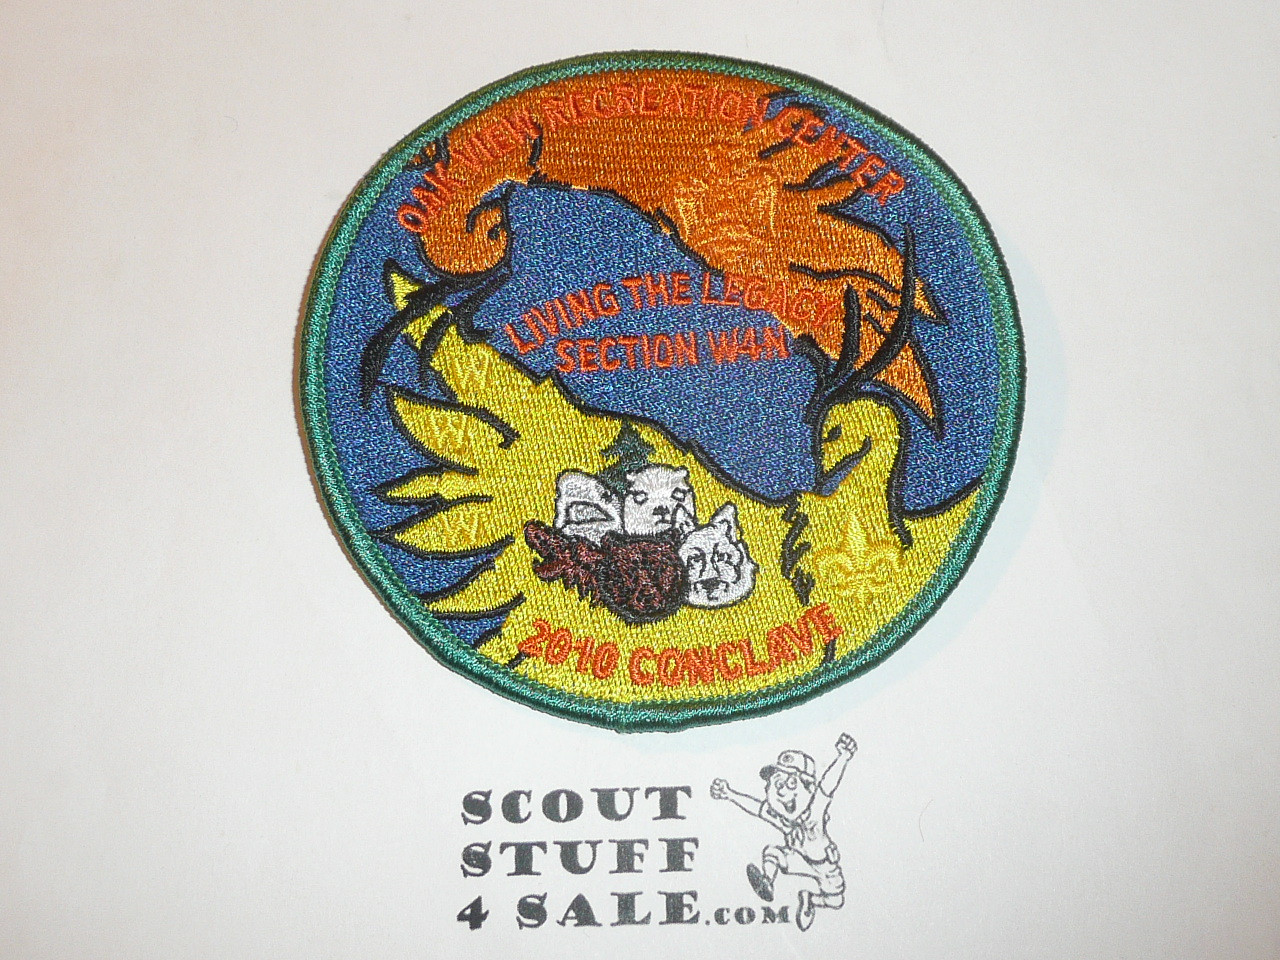 OAK VIEW RECREATION CENTER
LIVING THE LEGACY
SECTION W4N
W
W
W
2010 CONCLAVE
SCOUT
STUFF
4 SALE.COM